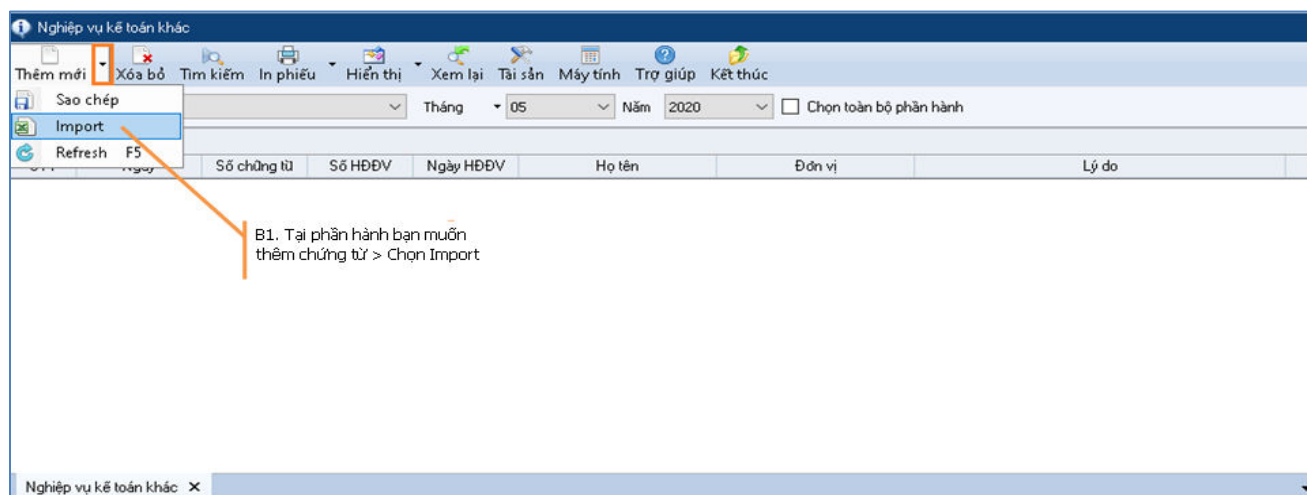 Nghiệp vụ kế toán khác
Thêm mới Xóa bỏ Tìm kiếm In phiếu Hiển thị Xem lại Tài sản Máy tính Trợ giúp Kết thúc
Sao chép
Tháng 05 Năm 2020 Chọn toàn bộ phần hành
Import
Refresh F5
Ngày Số chứng từ Số HĐDV Ngày HĐDV Họ tên Đơn vị Lý do
B1. Tại phần hành bạn muốn
thêm chứng từ > Chọn Import
Nghiệp vụ kế toán khác